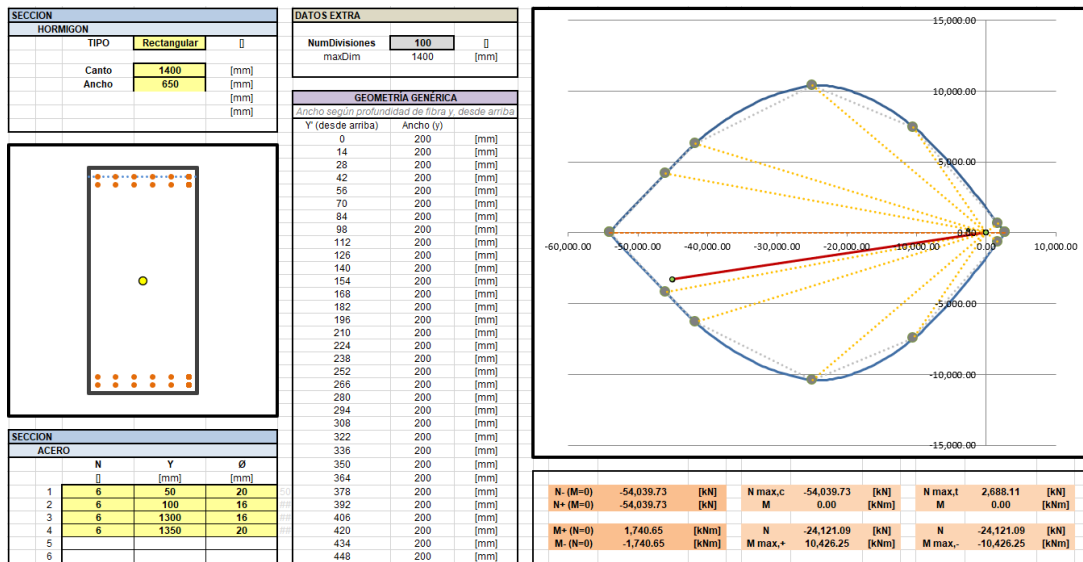 SECCION
HORMIGON
TIPO Rectangular []
Canto 1400 [mm]
Ancho 650 [mm]
[mm]
[mm]
SECCION
ACERO
N Y Ø
[] [mm] [mm]
1 6 50 20
2 6 100 16
3 6 1300 16
4 6 1350 20
5
6
DATOS EXTRA
NumDivisiones 100 []
maxDim 1400 [mm]
GEOMETRÍA GENÉRICA
Ancho según profundidad de fibra y, desde arriba
Y' (desde arriba) Ancho (y)
0 200 [mm]
14 200 [mm]
28 200 [mm]
42 200 [mm]
56 200 [mm]
70 200 [mm]
84 200 [mm]
98 200 [mm]
112 200 [mm]
126 200 [mm]
140 200 [mm]
154 200 [mm]
168 200 [mm]
182 200 [mm]
196 200 [mm]
210 200 [mm]
224 200 [mm]
238 200 [mm]
252 200 [mm]
266 200 [mm]
280 200 [mm]
294 200 [mm]
308 200 [mm]
322 200 [mm]
336 200 [mm]
350 200 [mm]
364 200 [mm]
378 200 [mm]
392 200 [mm]
406 200 [mm]
420 200 [mm]
434 200 [mm]
448 200 [mm]
15,000.00
10,000.00
5,000.00
0.00
-60,000.00 -50,000.00 -40,000.00 -30,000.00 -20,000.00 -10,000.00 0.00 10,000.00
-5,000.00
-10,000.00
-15,000.00
N- (M=0) -54,039.73 [kN] N max,c -54,039.73 [kN] N max,t 2,688.11 [kN]
N+ (M=0) -54,039.73 [kN] M 0.00 [kNm] M 0.00 [kNm]
M+ (N=0) 1,740.65 [kNm] N -24,121.09 [kN] N -24,121.09 [kN]
M- (N=0) -1,740.65 [kNm] M max,+ 10,426.25 [kNm] M max,- -10,426.25 [kNm]